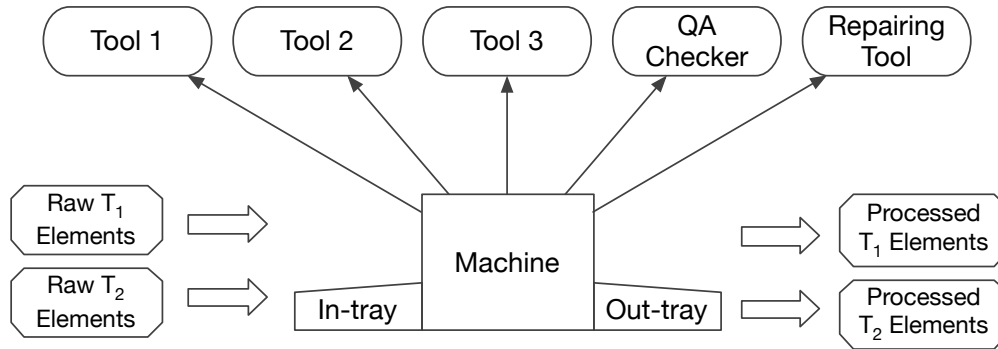 Tool 1
Tool 2
Tool 3
QA
Checker
Repairing
Tool
Raw T₁
Elements
Processed
T₁ Elements
Machine
Raw T₂
Elements
In-tray
Out-tray
Processed
T₂ Elements